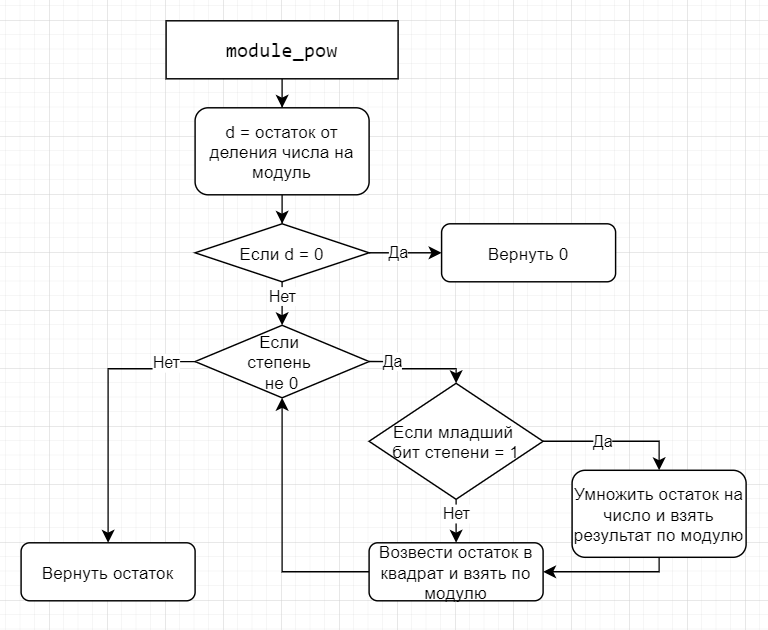 module_pow
d = остаток от
деления числа на
модуль
Если d = 0
Да
Вернуть 0
Нет
Если
степень
не 0
Нет
Да
Если младший
бит степени = 1
Да
Умножить остаток на
число и взять
результат по модулю
Нет
Возвести остаток в
квадрат и взять по
модулю
Вернуть остаток